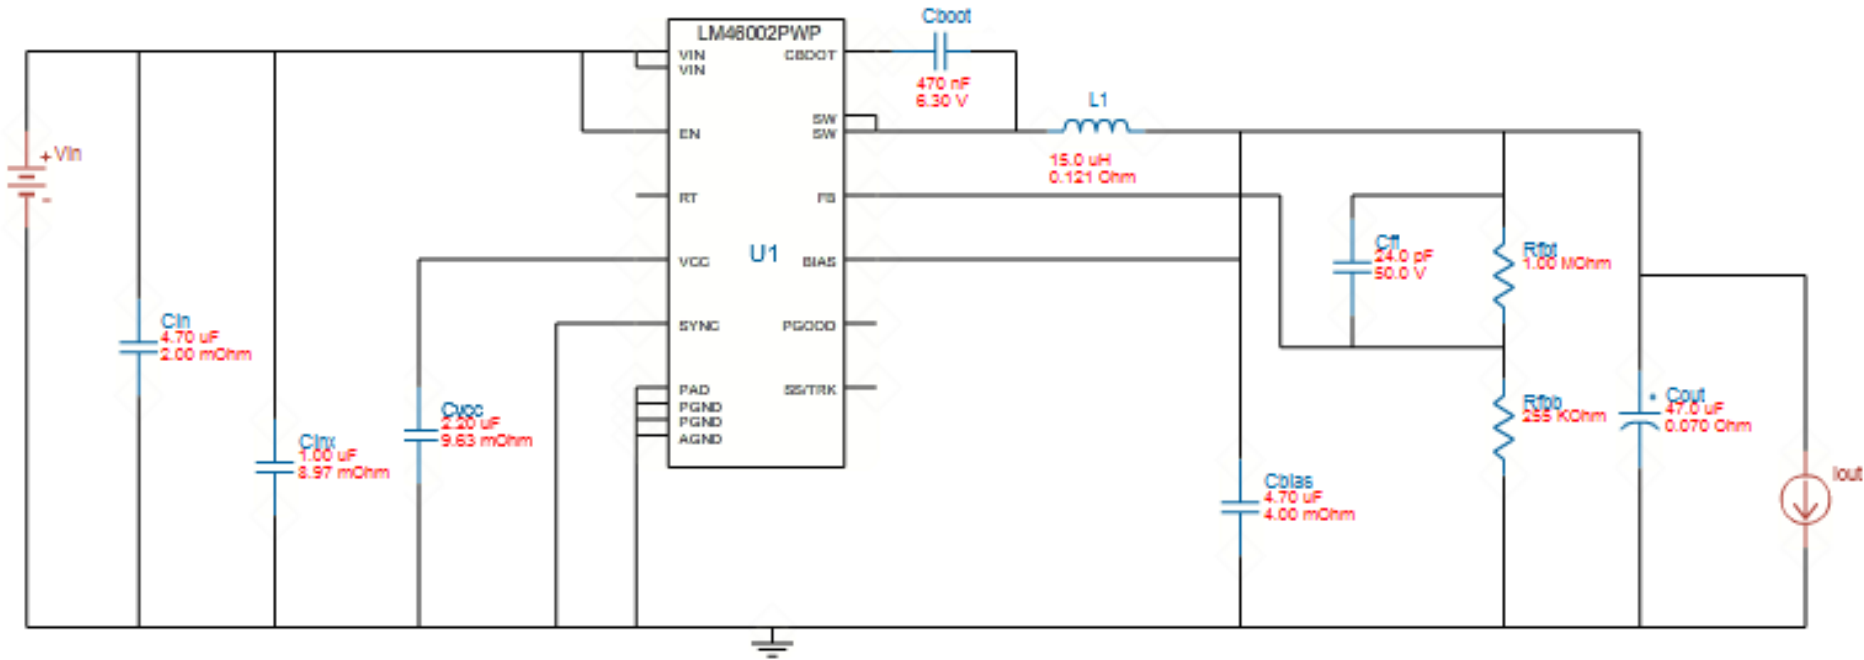 LM46002PWP
Cboot
VIN
CBOOT
VIN
470 nF
6.30 V
L1
SW
EN
SW
+ Vin
-
15.0 uH
0.121 Ohm
RT
FB
U1
Cff
24.0 pF
50.0 V
Rfbt
1.00 MOhm
VCC
BIAS
Cin
4.70 uF
2.00 mOhm
SYNC
PGOOD
PAD
SS/TRK
PGND
PGND
AGND
Cvcc
2.20 uF
9.63 mOhm
Cinx
1.00 uF
8.97 mOhm
Rfbb
255 KOhm
Cout
47.0 uF
0.070 Ohm
Cbias
4.70 uF
4.00 mOhm
Iout